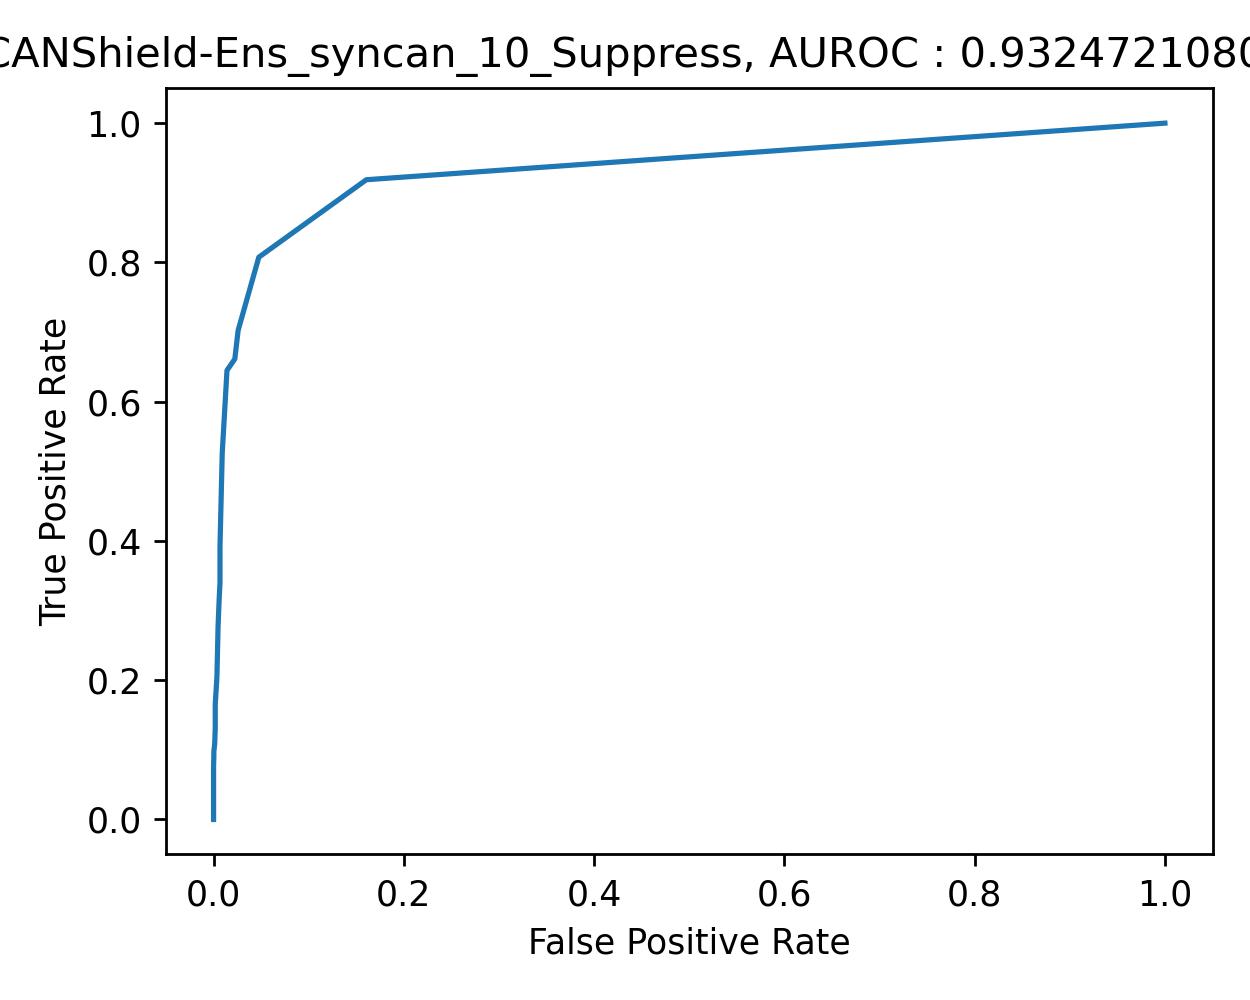 CANShield-Ens_syncan_10_Suppress, AUROC : 0.9324721080
1.0
0.8
0.6
0.4
0.2
0.0
True Positive Rate
0.0 0.2 0.4 0.6 0.8 1.0
False Positive Rate